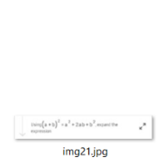 Using (a + b)² = a² + 2ab + b², expand the
expression:
img21.jpg